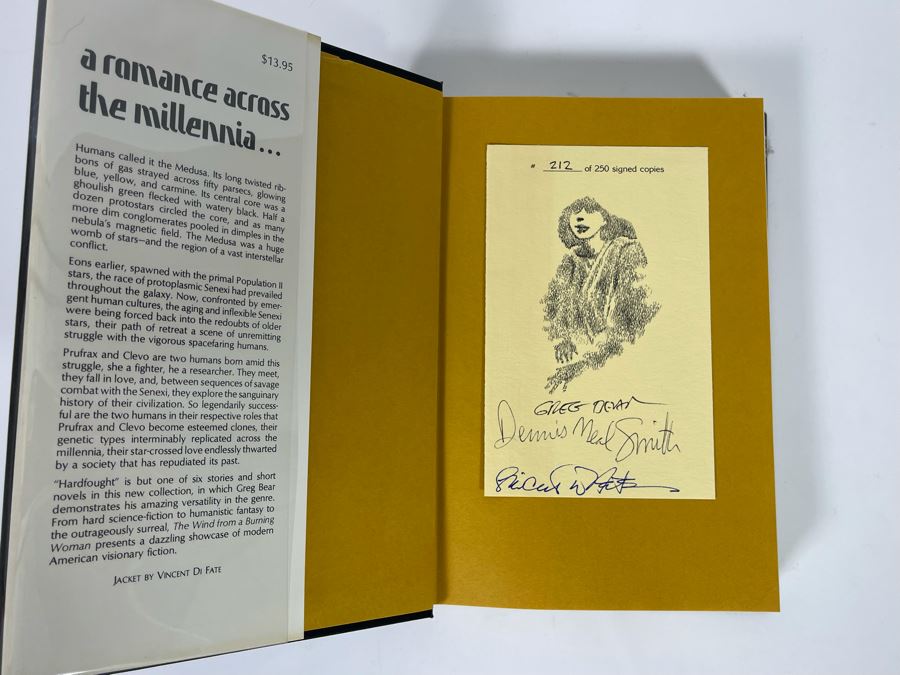 $13.95
a romance across
the millennia...
Humans called it the Medusa. Its long twisted rib-
bons of gas strayed across fifty parsecs, glowing
blue, yellow, and carmine. Its central core was a
ghoulish green flecked with watery black. Half a
dozen protostars circled the core, and as many
more dim conglomerates pooled in dimples in the
nebula's magnetic field. The Medusa was a huge
womb of stars—and the region of a vast interstellar
conflict.
Eons earlier, spawned with the primal Population II
stars, the race of protoplasmic Senexi had prevailed
throughout the galaxy. Now, confronted by emer-
gent human cultures, the aging and inflexible Senexi
were being forced back into the redoubts of older
stars, their path of retreat a scene of unremitting
struggle with the vigorous spacefaring humans.
Prufrax and Clevo are two humans born amid this
struggle, she a fighter, he a researcher. They meet,
they fall in love, and, between sequences of savage
combat with the Senexi, they explore the sanguinary
history of their civilization. So legendarily success-
ful are the two humans in their respective roles that
Prufrax and Clevo become esteemed clones, their
genetic types interminably replicated across the
millennia, their star-crossed love endlessly thwarted
by a society that has repudiated its past.
"Hardfought" is but one of six stories and short
novels in this new collection, in which Greg Bear
demonstrates his amazing versatility in the genre.
From hard science-fiction to humanistic fantasy to
the outrageously surreal, The Wind from a Burning
Woman presents a dazzling showcase of modern
American visionary fiction.
Jacket by Vincent Di Fate
# 212 of 250 signed copies
Greg Bear
Dennis Neal Smith
Vincent Di Fate